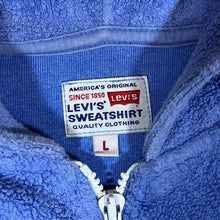 AMERICA'S ORIGINAL
SINCE 1850 Levi's
LEVI'S®
SWEATSHIRT
QUALITY CLOTHING
L